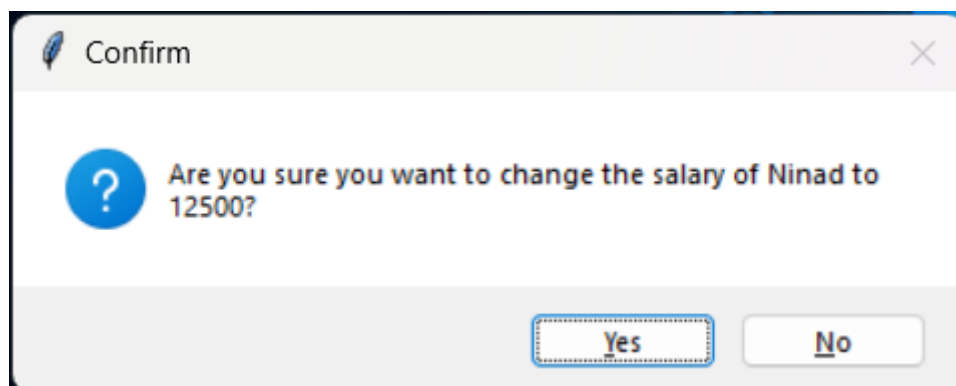 Confirm
Are you sure you want to change the salary of Ninad to
12500?
Yes
No